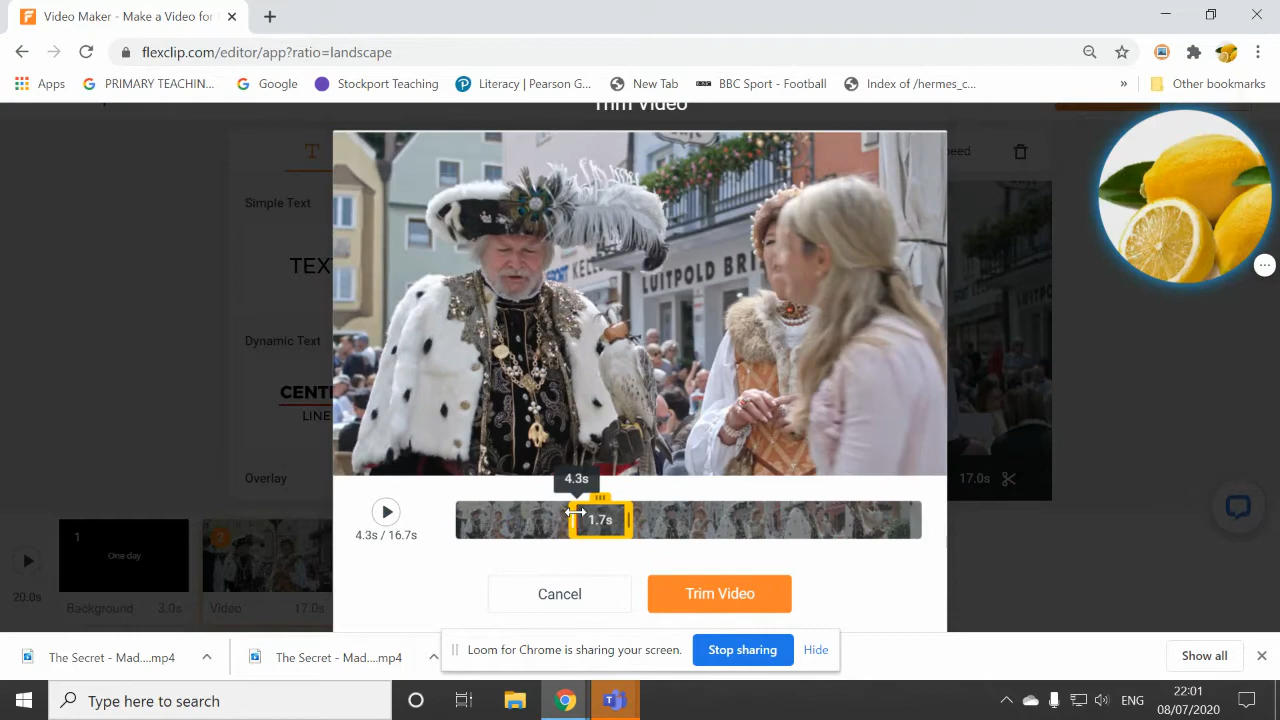 Video Maker - Make a Video for
flexclip.com/editor/app?ratio=landscape
Apps
PRIMARY TEACHIN...
Google
Stockport Teaching
Literacy | Pearson G...
New Tab
BBC Sport - Football
Index of /hermes_c...
»
Other bookmarks
Trim Video
T
eed
Simple Text
TEX
Dynamic Text
CENTE
LINE
Overlay
LUITPOLD BRÄ
17.0s
4.3s
1.7s
4.3s / 16.7s
Cancel
Trim Video
1
One day
Background
3.0s
2
Video
17.0s
20.0s
Loom for Chrome is sharing your screen.
Stop sharing
Hide
The Secret - Mad....mp4
The Secret - Mad....mp4
Show all
Type here to search
ENG
22:01
08/07/2020